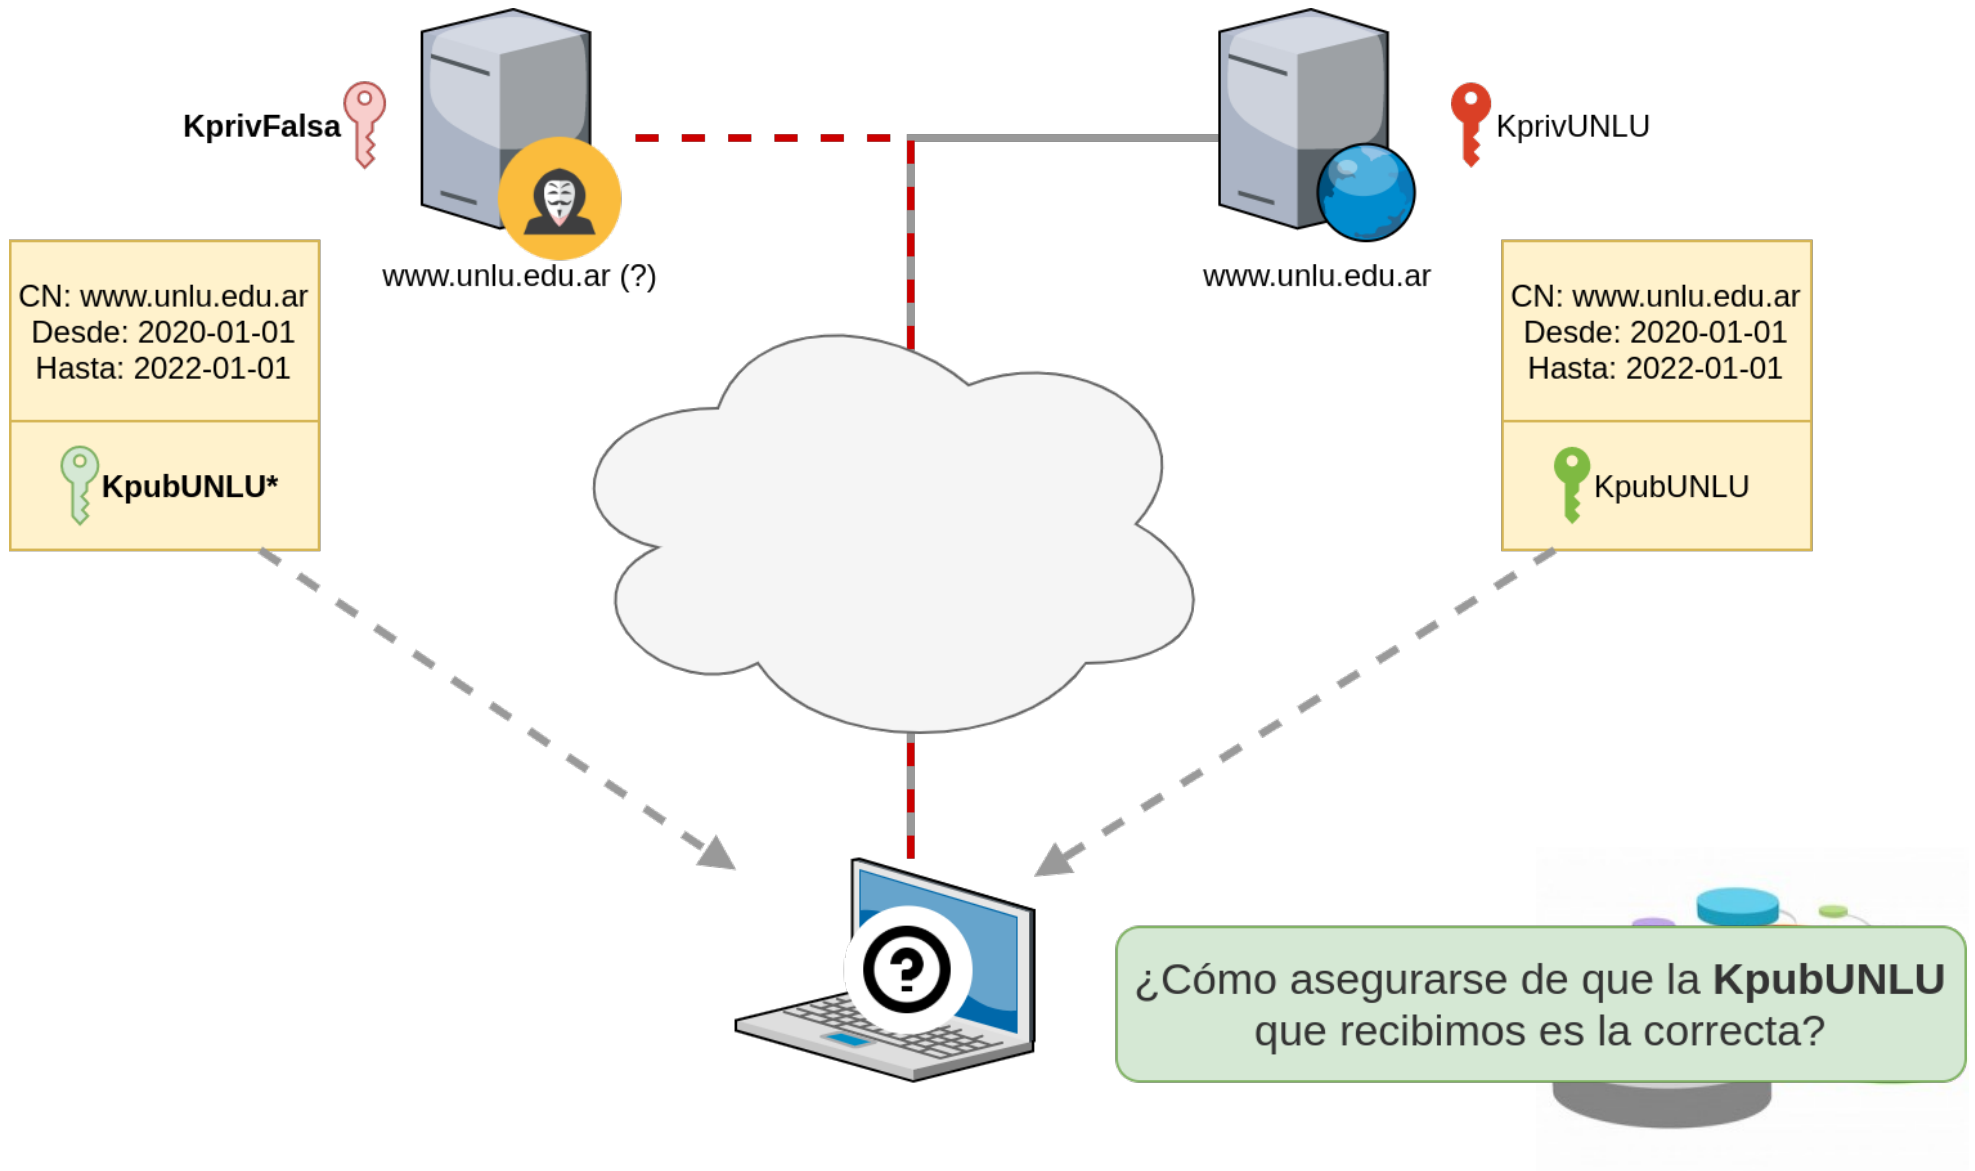 KprivFalsa
KprivUNLU
www.unlu.edu.ar (?)
www.unlu.edu.ar
CN: www.unlu.edu.ar
Desde: 2020-01-01
Hasta: 2022-01-01
KpubUNLU*
CN: www.unlu.edu.ar
Desde: 2020-01-01
Hasta: 2022-01-01
KpubUNLU
?
¿Cómo asegurarse de que la KpubUNLU
que recibimos es la correcta?